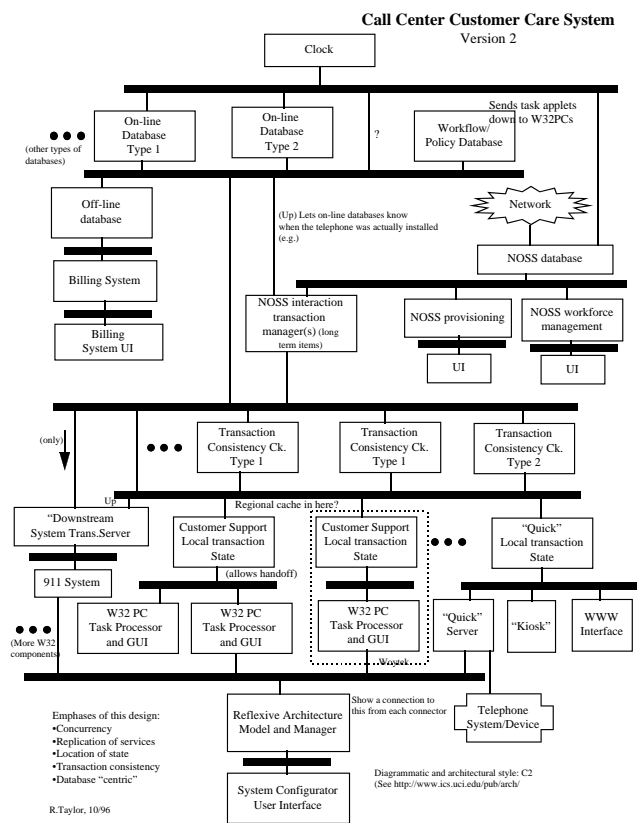 Call Center Customer Care System
Version 2
Clock
Sends task applets
down to W32PCs
On-line
Database
Type 1
On-line
Database
Type 2
?
Workflow/
Policy Database
(other types of
databases)
Off-line
database
(Up) Lets on-line databases know
when the telephone was actually installed
(e.g.)
Network
NOSS database
Billing System
NOSS interaction
transaction
manager(s) (long
term items)
NOSS provisioning
NOSS workforce
management
Billing
System UI
UI
UI
(only)
Transaction
Consistency Ck.
Type 1
Transaction
Consistency Ck.
Type 1
Transaction
Consistency Ck.
Type 2
Up
Regional cache in here?
“Downstream
System Trans.Server
Customer Support
Local transaction
State
Customer Support
Local transaction
State
“Quick”
Local transaction
State
(allows handoff)
911 System
W32 PC
Task Processor
and GUI
W32 PC
Task Processor
and GUI
W32 PC
Task Processor
and GUI
“Quick”
Server
“Kiosk”
WWW
Interface
(More W32
components)
Woytek
Show a connection to
this from each connector
Reflexive Architecture
Model and Manager
Telephone
System/Device
Emphases of this design:
•Concurrency
•Replication of services
•Location of state
•Transaction consistency
•Database “centric”
System Configurator
User Interface
Diagrammatic and architectural style: C2
(See http://www.ics.uci.edu/pub/arch/
R.Taylor, 10/96